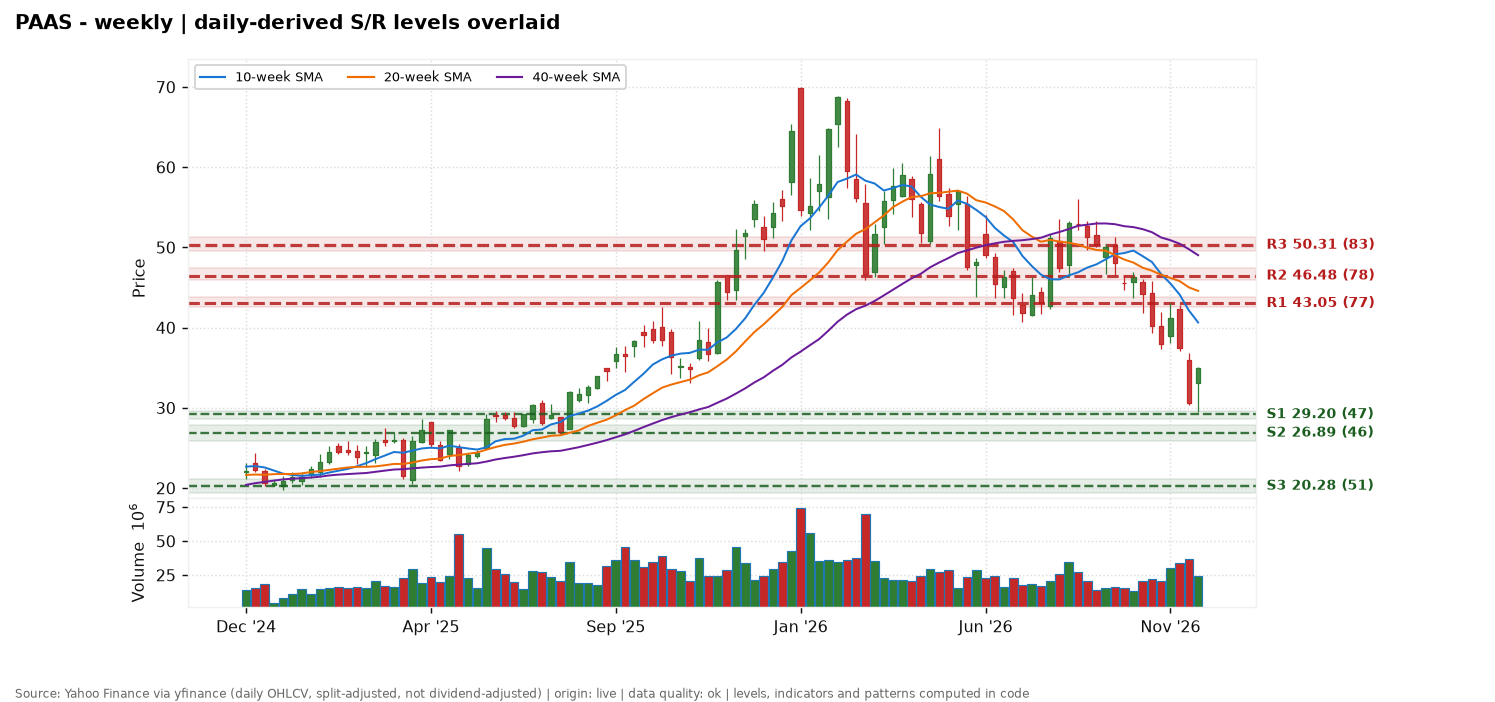 PAAS - weekly | daily-derived S/R levels overlaid
10-week SMA 20-week SMA 40-week SMA
70
60
50
40
30
20
Price
R3 50.31 (83)
R2 46.48 (78)
R1 43.05 (77)
S1 29.20 (47)
S2 26.89 (46)
S3 20.28 (51)
75
50
25
Volume 10⁶
Dec '24 Apr '25 Sep '25 Jan '26 Jun '26 Nov '26
Source: Yahoo Finance via yfinance (daily OHLCV, split-adjusted, not dividend-adjusted) | origin: live | data quality: ok | levels, indicators and patterns computed in code